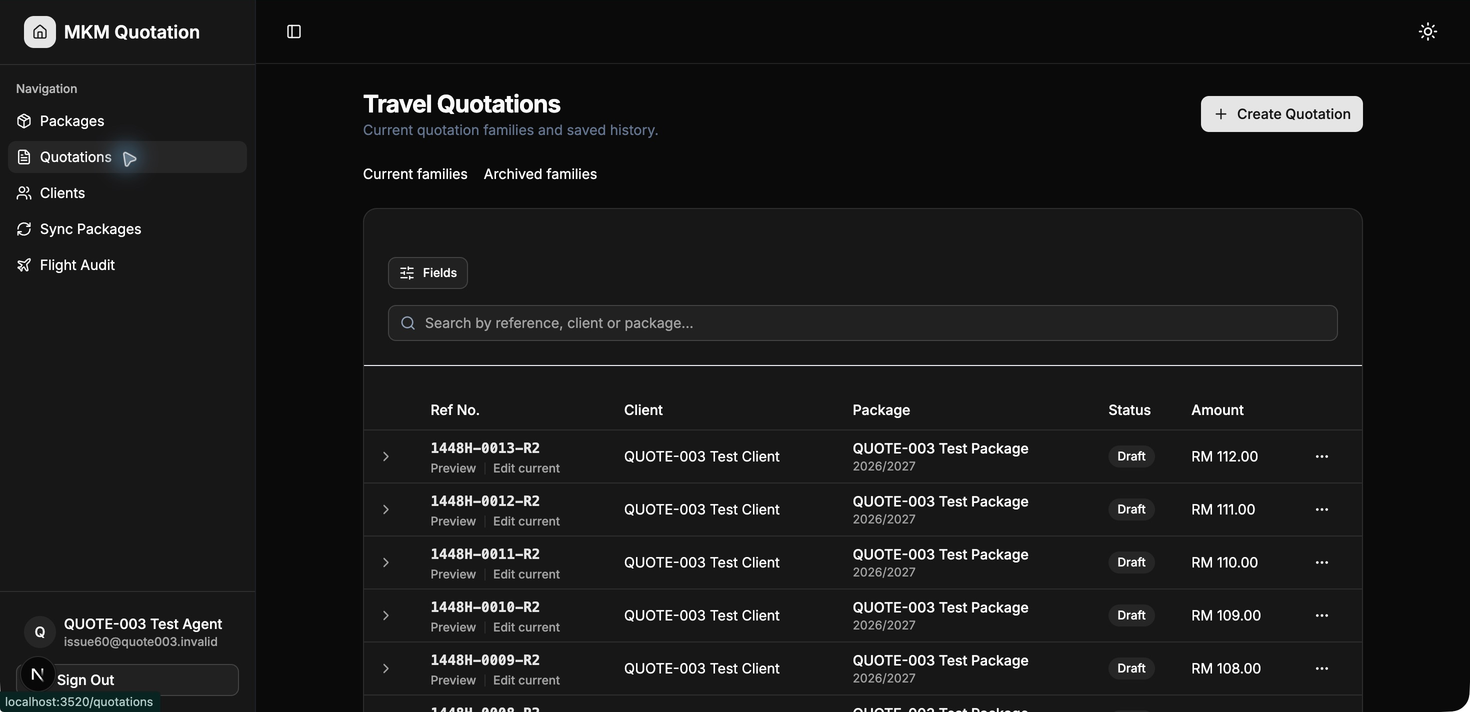 MKM Quotation
Navigation
Packages
Quotations
Clients
Sync Packages
Flight Audit
QUOTE-003 Test Agent
Q
issue60@quote003.invalid
N
Sign Out
localhost:3520/quotations
Travel Quotations
Current quotation families and saved history.
Create Quotation
Current families Archived families
Fields
Search by reference, client or package...
Ref No. Client Package Status Amount
1448H-0013-R2
Preview Edit current
QUOTE-003 Test Client
QUOTE-003 Test Package
2026/2027
Draft
RM 112.00
1448H-0012-R2
Preview Edit current
QUOTE-003 Test Client
QUOTE-003 Test Package
2026/2027
Draft
RM 111.00
1448H-0011-R2
Preview Edit current
QUOTE-003 Test Client
QUOTE-003 Test Package
2026/2027
Draft
RM 110.00
1448H-0010-R2
Preview Edit current
QUOTE-003 Test Client
QUOTE-003 Test Package
2026/2027
Draft
RM 109.00
1448H-0009-R2
Preview Edit current
QUOTE-003 Test Client
QUOTE-003 Test Package
2026/2027
Draft
RM 108.00